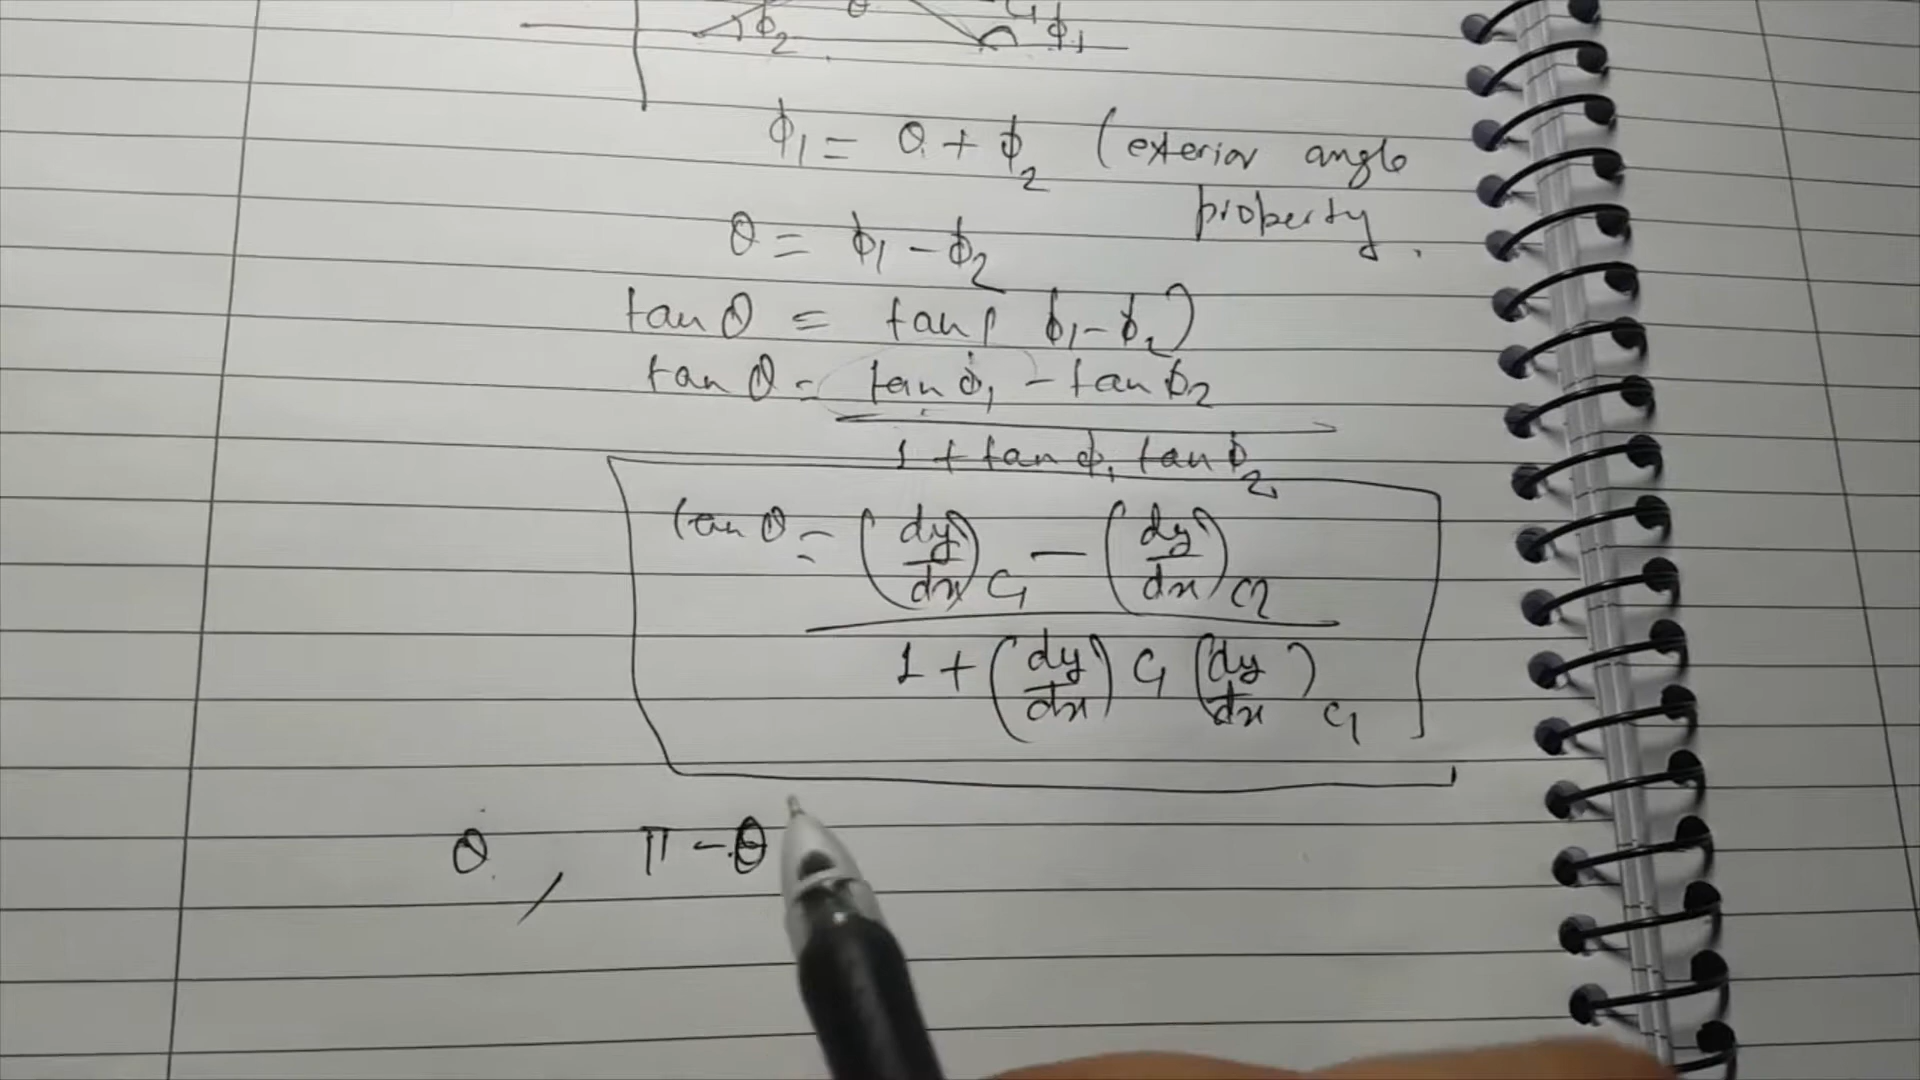 ϕ₂ θ C₁ ϕ₁
ϕ₁ = θ + ϕ₂ (exterior angle
property.
θ = ϕ₁ - ϕ₂
tan θ = tan( ϕ₁ - ϕ₂)
tan θ = tan ϕ₁ - tan ϕ₂
1 + tan ϕ₁ tan ϕ₂
tan θ = (dy/dx) C₁ - (dy/dx) C2
1 + (dy/dx) C₁ (dy/dx) C₁
θ , π - θ